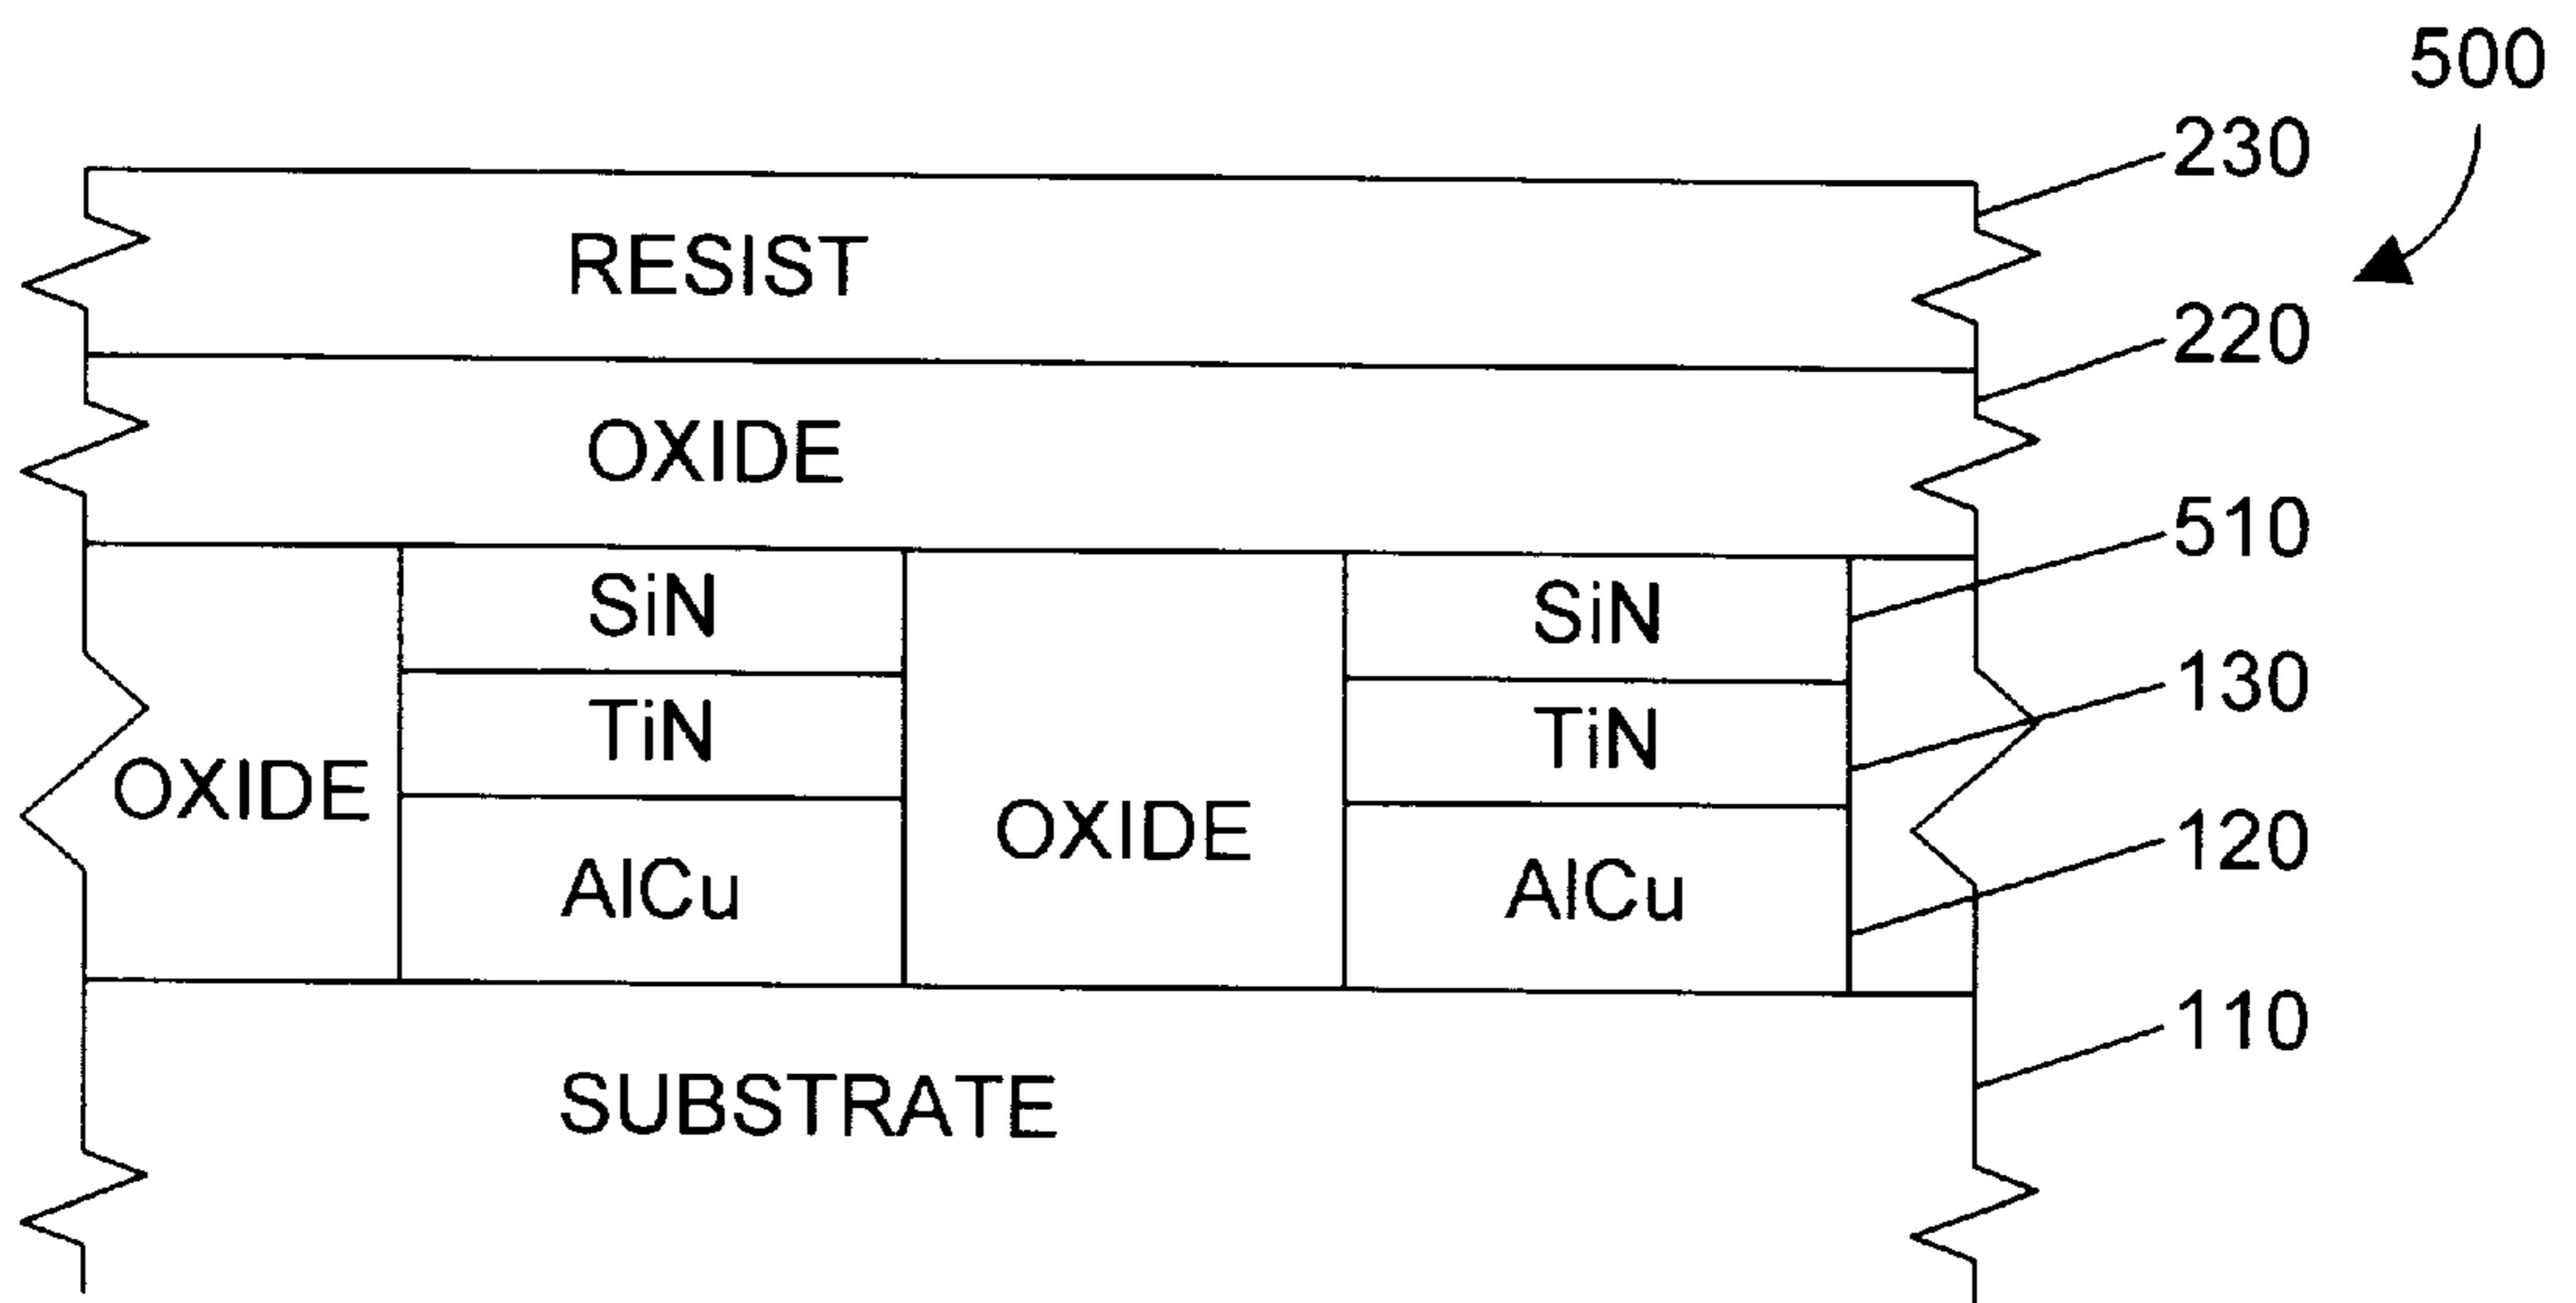 500
230
RESIST
220
OXIDE
510
SiN
SiN
130
TiN
TiN
OXIDE
OXIDE
120
AlCu
AlCu
110
SUBSTRATE